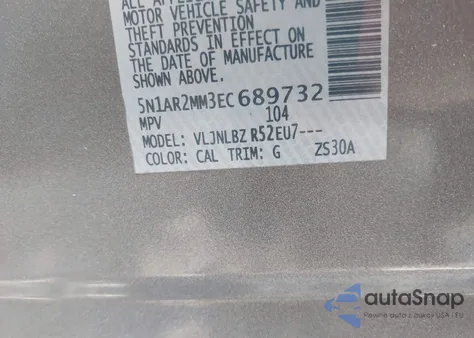 MOTOR VEHICLE SAFETY AND
THEFT PREVENTION
STANDARDS IN EFFECT ON
THE DATE OF MANUFACTURE
SHOWN ABOVE.
5N1AR2MM3EC689732
MPV 104
MODEL: VLJNLBZ R52EU7---
COLOR: CAL TRIM: G ZS30A
autoSnap